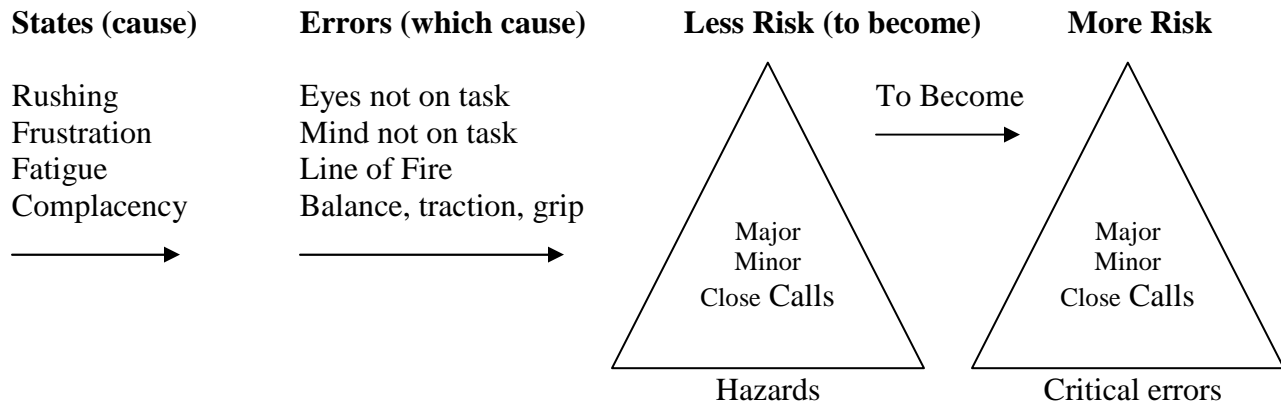 States (cause) Errors (which cause) Less Risk (to become) More Risk
Rushing Eyes not on task To Become
Frustration Mind not on task
Fatigue Line of Fire
Complacency Balance, traction, grip
Major Major
Minor Minor
Close Calls Close Calls
Hazards Critical errors